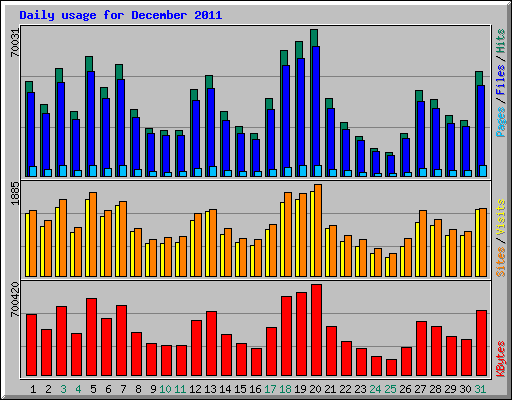 Daily usage for December 2011
70031
Pages / Files / Hits
1885
Sites / Visits
700420
KBytes
1 2 3 4 5 6 7 8 9 10 11 12 13 14 15 16 17 18 19 20 21 22 23 24 25 26 27 28 29 30 31